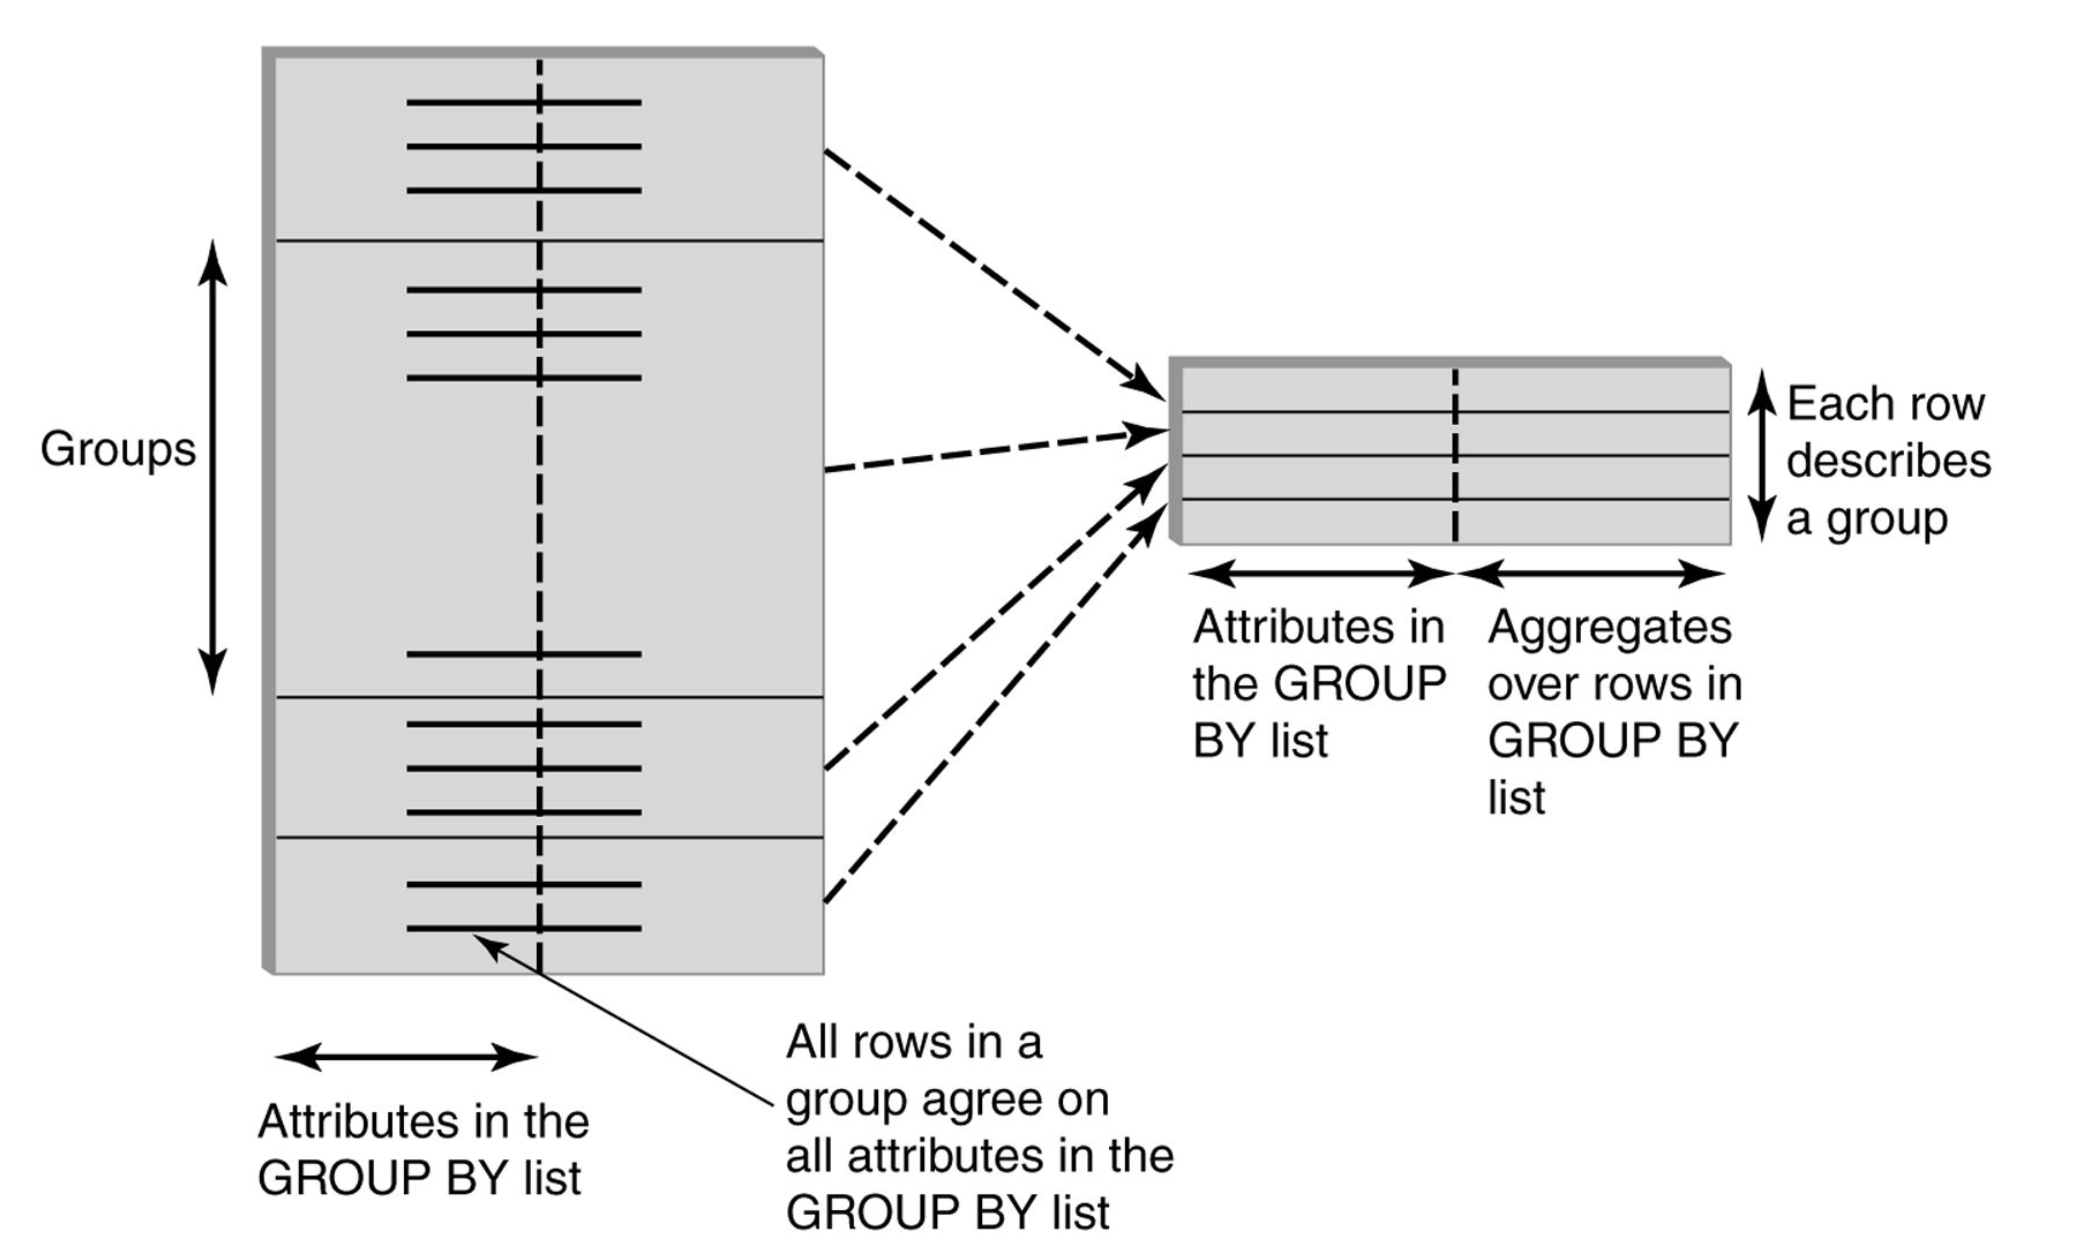 Groups
Each row
describes
a group
Attributes in
the GROUP
BY list
Aggregates
over rows in
GROUP BY
list
All rows in a
group agree on
all attributes in the
GROUP BY list
Attributes in the
GROUP BY list